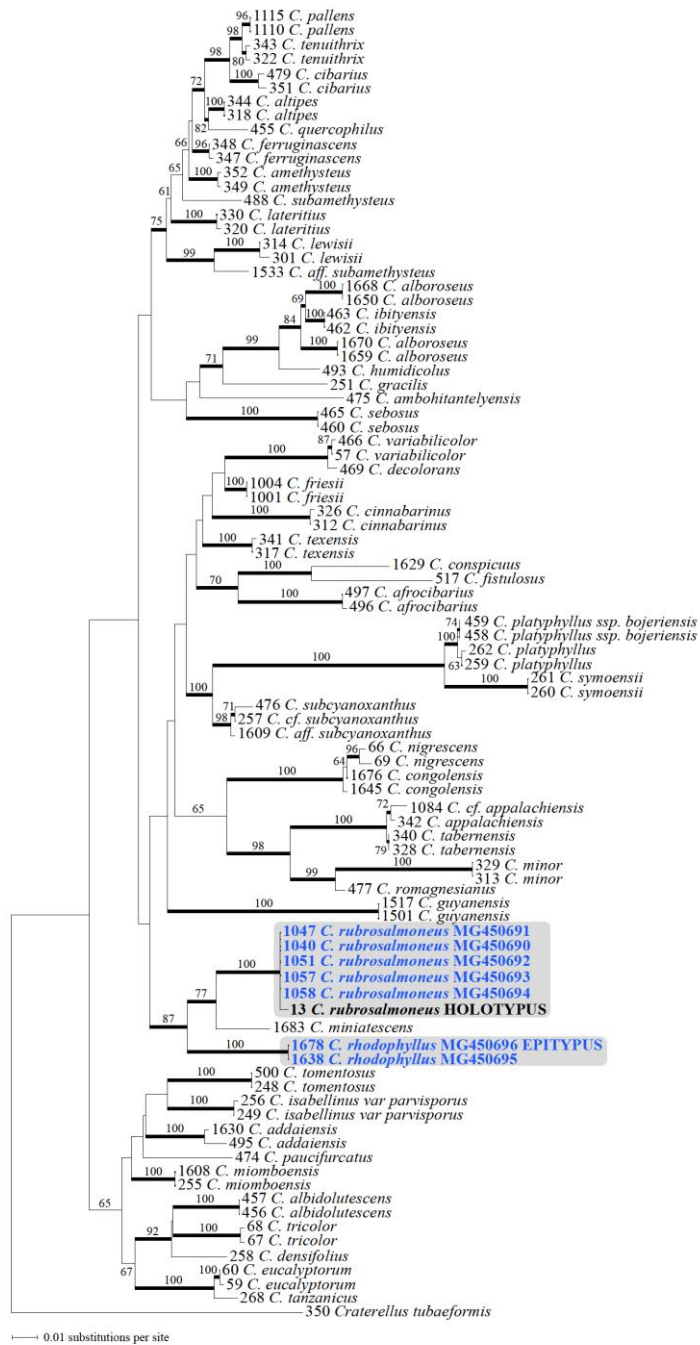 96
1115 C. pallens
98
1110 C. pallens
343 C. tenuithrix
98
80
322 C. tenuithrix
100
479 C. cibarius
351 C. cibarius
72
100
344 C. altipes
318 C. altipes
82
455 C. quercophilus
66
96
348 C. ferruginascens
347 C. ferruginascens
65
100
352 C. amethysteus
349 C. amethysteus
488 C. subamethysteus
61
100
330 C. lateritius
320 C. lateritius
75
100
314 C. lewisii
99
301 C. lewisii
1533 C. aff. subamethysteus
100
1668 C. alboroseus
1650 C. alboroseus
69
100
463 C. ibityensis
462 C. ibityensis
84
99
100
1670 C. alboroseus
1659 C. alboroseus
71
493 C. humidicolus
251 C. gracilis
475 C. ambohitantelyensis
100
465 C. sebosus
460 C. sebosus
87
466 C. variabilicolor
100
57 C. variabilicolor
469 C. decolorans
100
1004 C. friesii
1001 C. friesii
100
326 C. cinnabarinus
312 C. cinnabarinus
100
341 C. texensis
317 C. texensis
100
1629 C. conspicuus
70
517 C. fistulosus
100
497 C. afrocibarius
496 C. afrocibarius
74
459 C. platyphyllus ssp. bojeriensis
100
458 C. platyphyllus ssp. bojeriensis
262 C. platyphyllus
100
63
259 C. platyphyllus
100
261 C. symoensii
260 C. symoensii
100
71
476 C. subcyanoxanthus
98
257 C. cf. subcyanoxanthus
1609 C. aff. subcyanoxanthus
96
66 C. nigrescens
100
64
69 C. nigrescens
1676 C. congolensis
1645 C. congolensis
65
72
1084 C. cf. appalachiensis
100
342 C. appalachiensis
340 C. tabernensis
98
79
328 C. tabernensis
100
329 C. minor
99
313 C. minor
477 C. romagnesianus
100
1517 C. guyanensis
1501 C. guyanensis
1047 C. rubrosalmoneus MG450691
1040 C. rubrosalmoneus MG450690
100
1051 C. rubrosalmoneus MG450692
1057 C. rubrosalmoneus MG450693
77
1058 C. rubrosalmoneus MG450694
13 C. rubrosalmoneus HOLOTYPUS
87
1683 C. miniatescens
100
1678 C. rhodophyllus MG450696 EPITYPUS
1638 C. rhodophyllus MG450695
100
500 C. tomentosus
248 C. tomentosus
100
256 C. isabellinus var parvisporus
249 C. isabellinus var parvisporus
100
1630 C. addaiensis
495 C. addaiensis
474 C. paucifurcatus
100
1608 C. miomboensis
255 C. miomboensis
65
100
457 C. albidolutescens
456 C. albidolutescens
92
100
68 C. tricolor
67 C. tricolor
258 C. densifolius
67
100
60 C. eucalyptorum
100
59 C. eucalyptorum
268 C. tanzanicus
350 Craterellus tubaeformis
0.01 substitutions per site